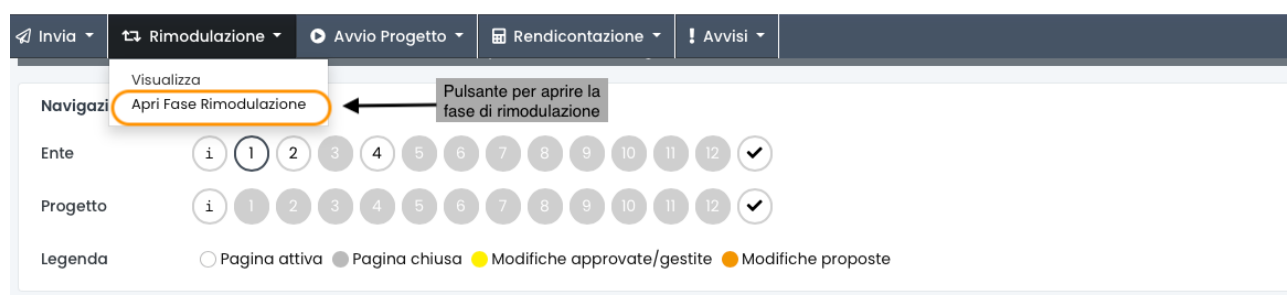 Invia Rimodulazione Avvio Progetto Rendicontazione Avvisi
Visualizza
Apri Fase Rimodulazione
Pulsante per aprire la
fase di rimodulazione
Navigazi
Ente i 1 2 3 4 5 6 7 8 9 10 11 12
Progetto i 1 2 3 4 5 6 7 8 9 10 11 12
Legenda Pagina attiva Pagina chiusa Modifiche approvate/gestite Modifiche proposte